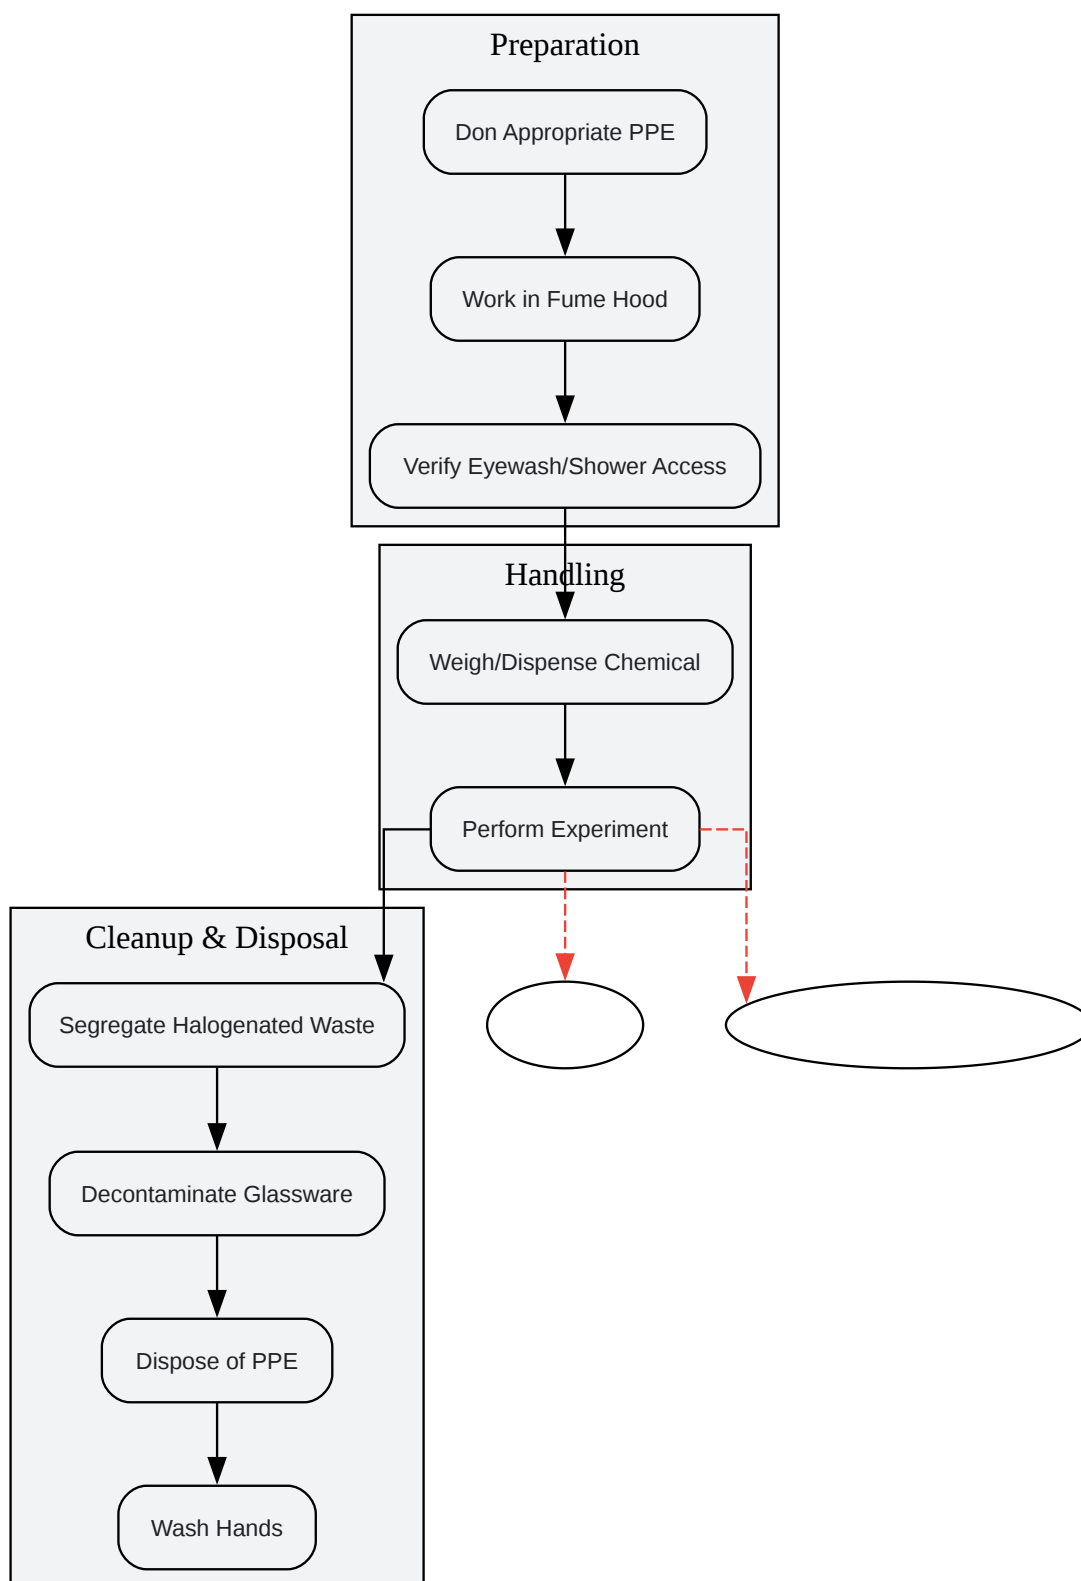 Preparation
Don Appropriate PPE
Work in Fume Hood
Verify Eyewash/Shower Access
Handling
Weigh/Dispense Chemical
Perform Experiment
Cleanup & Disposal
Segregate Halogenated Waste
Decontaminate Glassware
Dispose of PPE
Wash Hands